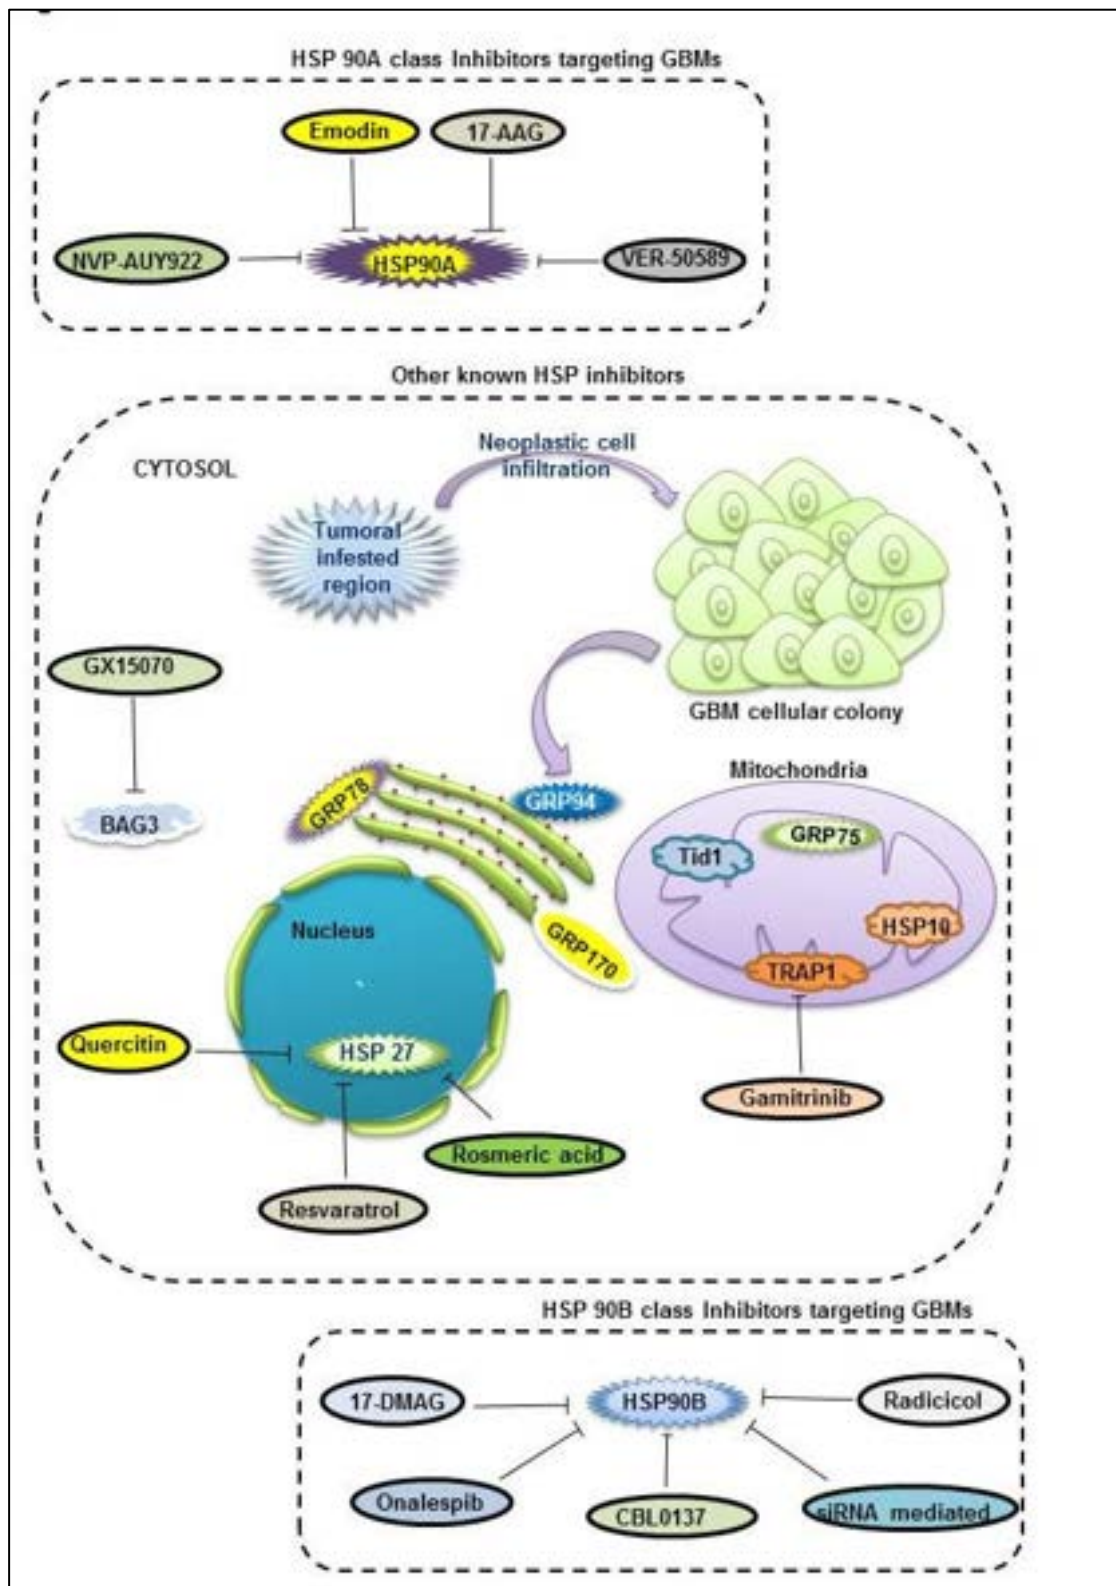 HSP 90A class Inhibitors targeting GBMs
Emodin
17-AAG
NVP-AUY922
HSP90A
VER-50589
Other known HSP inhibitors
CYTOSOL
Neoplastic cell
infiltration
Tumoral
infested
region
GX15070
GBM cellular colony
BAG3
GRP78
GRP94
Mitochondria
Tid1
GRP75
HSP10
TRAP1
Nucleus
GRP170
Quercitin
HSP 27
Gamitrinib
Rosmeric acid
Resvaratrol
HSP 90B class Inhibitors targeting GBMs
17-DMAG
HSP90B
Radicicol
Onalespib
CBL0137
siRNA mediated